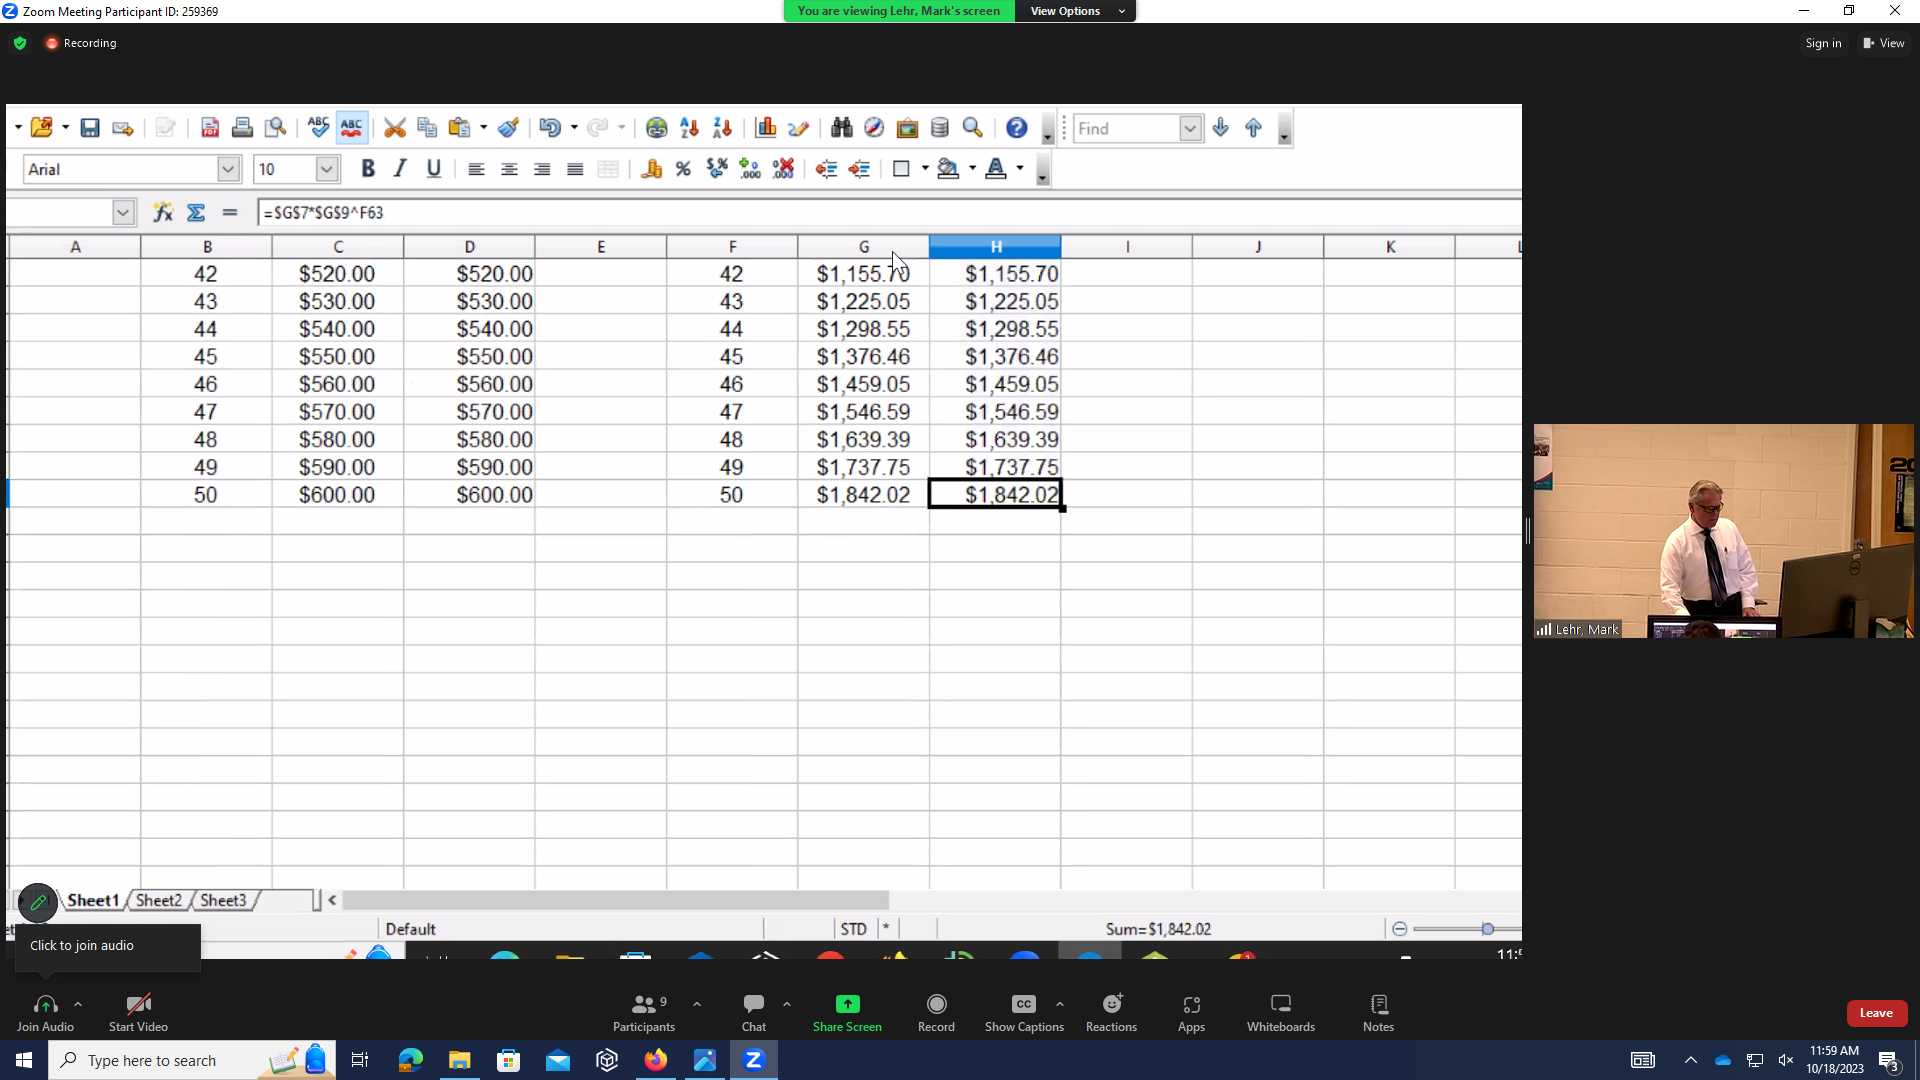 Zoom Meeting Participant ID: 259369
You are viewing Lehr, Mark's screen
View Options
Recording
Sign in
View
ABC
ABC
Find
Arial
10
B I U
=$G$7*$G$9^F63
A B C D E F G H I J K L
42 $520.00 $520.00 42 $1,155.70 $1,155.70
43 $530.00 $530.00 43 $1,225.05 $1,225.05
44 $540.00 $540.00 44 $1,298.55 $1,298.55
45 $550.00 $550.00 45 $1,376.46 $1,376.46
46 $560.00 $560.00 46 $1,459.05 $1,459.05
47 $570.00 $570.00 47 $1,546.59 $1,546.59
48 $580.00 $580.00 48 $1,639.39 $1,639.39
49 $590.00 $590.00 49 $1,737.75 $1,737.75
50 $600.00 $600.00 50 $1,842.02 $1,842.02
Lehr, Mark
Sheet1 Sheet2 Sheet3
Default
STD
*
Sum=$1,842.02
Click to join audio
Join Audio
Start Video
9
Participants
Chat
Share Screen
Record
CC
Show Captions
Reactions
Apps
Whiteboards
Notes
Leave
Type here to search
11:59 AM
10/18/2023
3